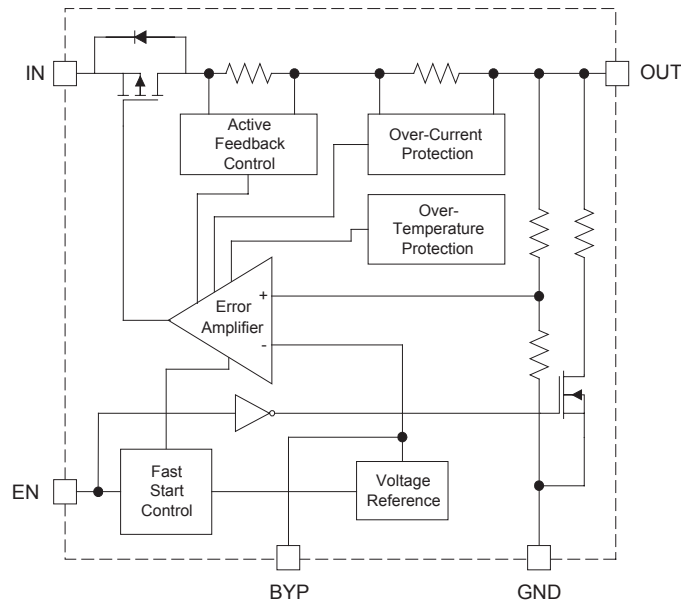 IN
OUT
Active
Feedback
Control
Over-Current
Protection
Over-
Temperature
Protection
+
Error
Amplifier
-
EN
Fast
Start
Control
Voltage
Reference
BYP
GND